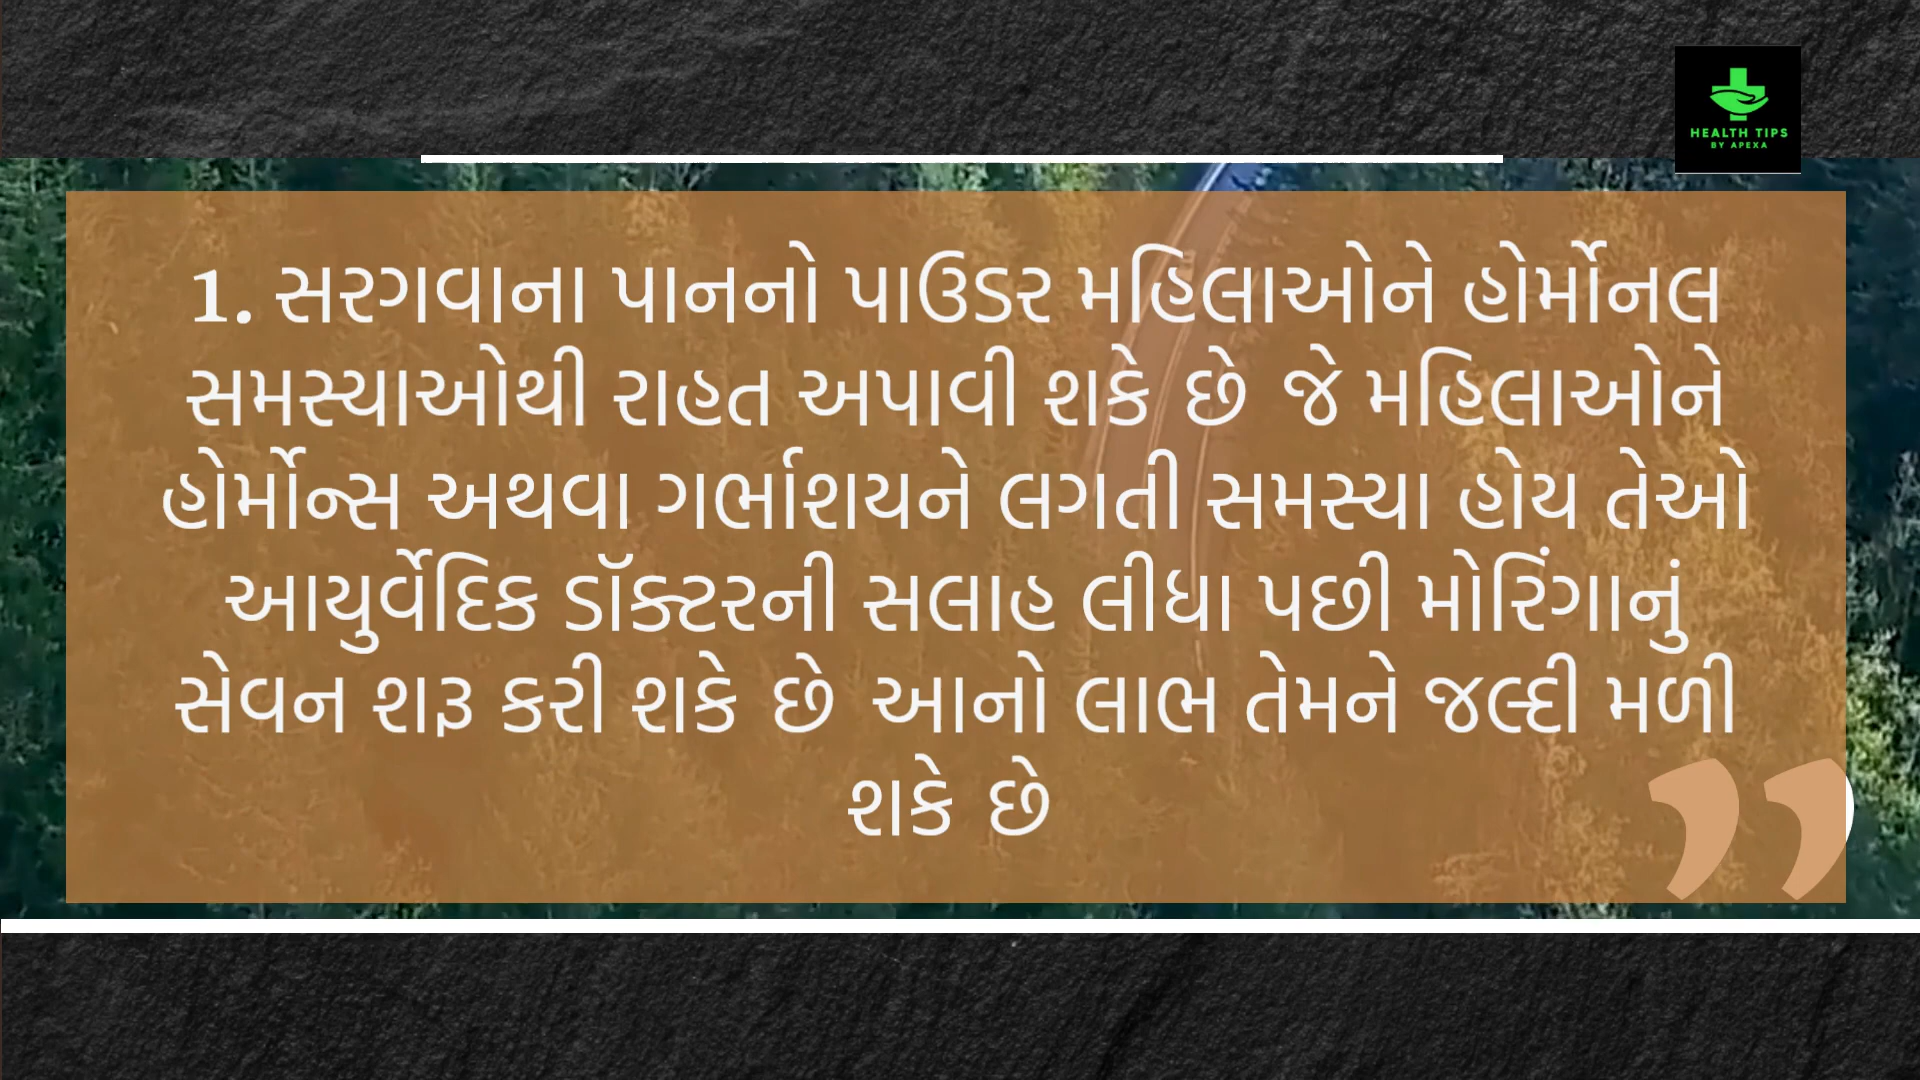 HEALTH TIPS
BY APEXA
1. સરગવાના પાનનો પાઉડર મહિલાઓને હોર્મોનલ
સમસ્યાઓથી રાહત અપાવી શકે છે જે મહિલાઓને
હોર્મોન્સ અથવા ગર્ભાશયને લગતી સમસ્યા હોય તેઓ
આયુર્વેદિક ડૉક્ટરની સલાહ લીધા પછી મોરિંગાનું
સેવન શરૂ કરી શકે છે આનો લાભ તેમને જલ્દી મળી
શકે છે
”